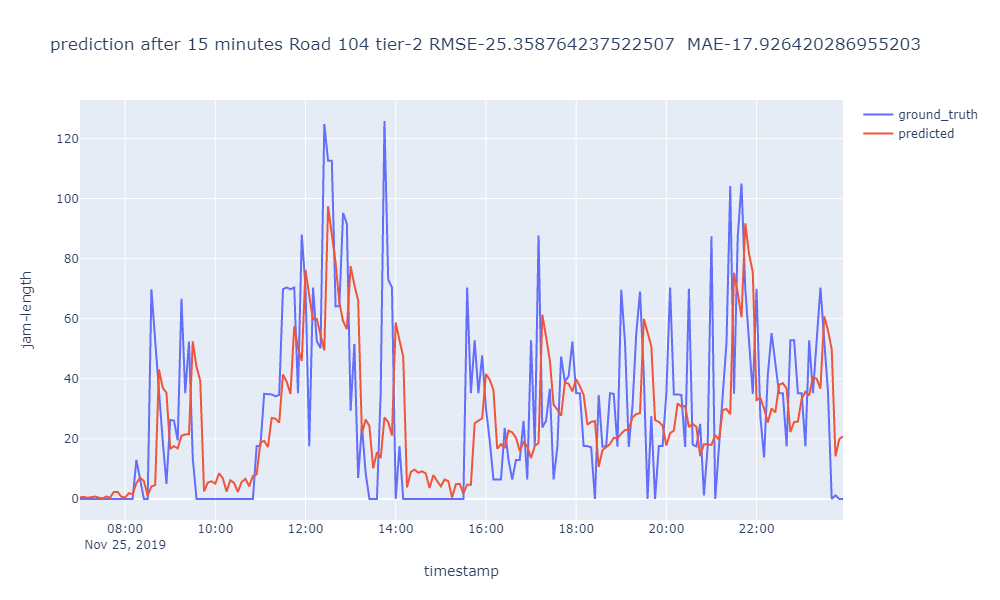 prediction after 15 minutes Road 104 tier-2 RMSE-25.358764237522507  MAE-17.926420286955203
ground_truth
predicted
jam-length
120
100
80
60
40
20
0
08:00 10:00 12:00 14:00 16:00 18:00 20:00 22:00
Nov 25, 2019
timestamp